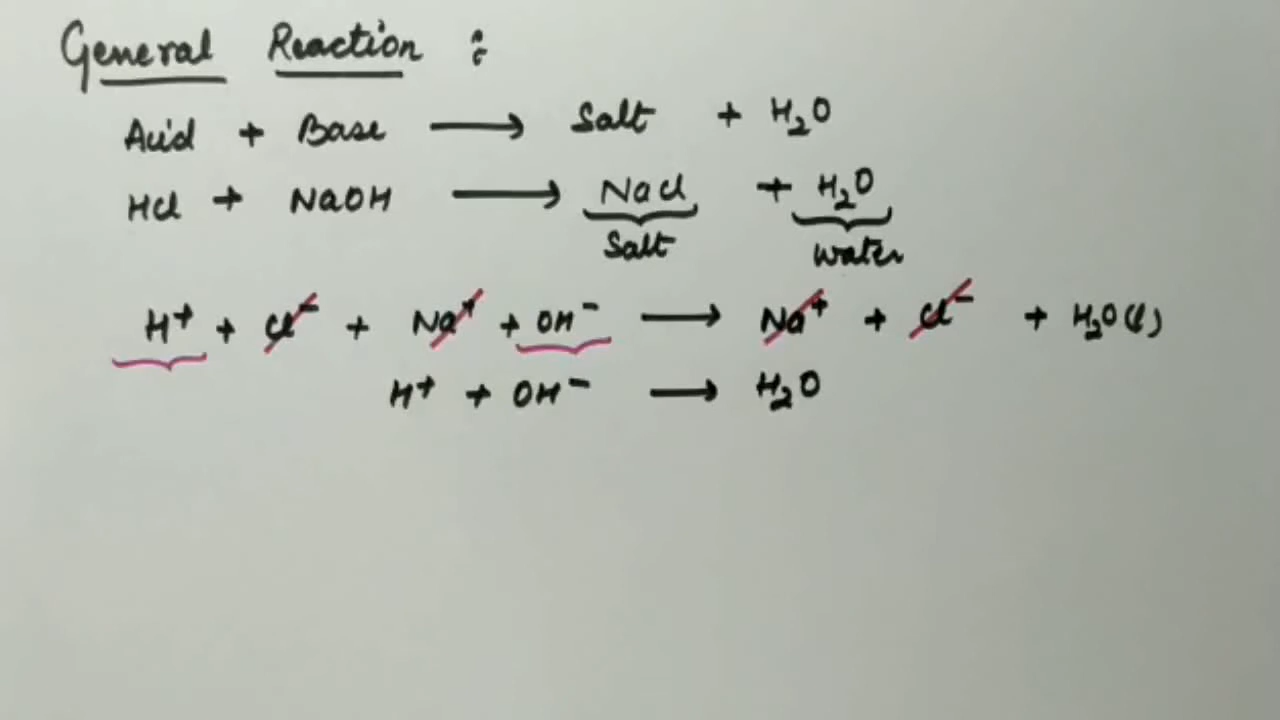 General Reaction :
Acid + Base ⟶ Salt + H₂O
HCl + NaOH ⟶ NaCl + H₂O
Salt water
H⁺ + Cl⁻ + Na⁺ + OH⁻ ⟶ Na⁺ + Cl⁻ + H₂O(l)
H⁺ + OH⁻ ⟶ H₂O